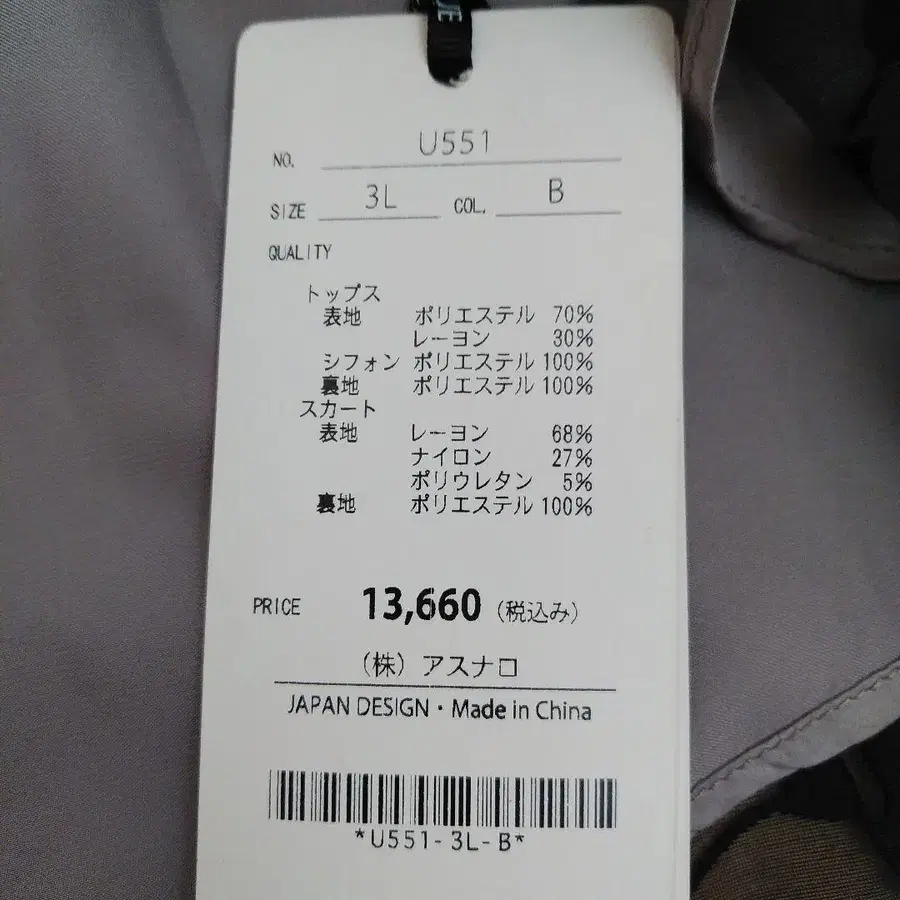 NO. U551
SIZE 3L COL. B
QUALITY
トップス
表地 ポリエステル 70%
レーヨン 30%
シフォン ポリエステル 100%
裏地 ポリエステル 100%
スカート
表地 レーヨン 68%
ナイロン 27%
ポリウレタン 5%
裏地 ポリエステル 100%
PRICE 13,660 (税込み)
(株) アスナロ
JAPAN DESIGN・Made in China
*U551-3L-B*